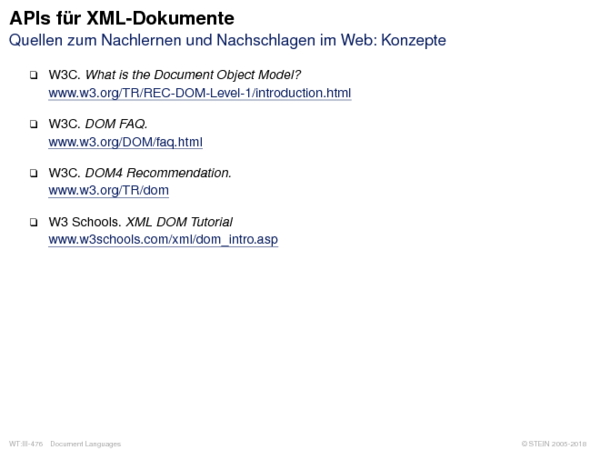 APIs für XML-Dokumente
Quellen zum Nachlernen und Nachschlagen im Web: Konzepte
❑ W3C. What is the Document Object Model?
www.w3.org/TR/REC-DOM-Level-1/introduction.html
❑ W3C. DOM FAQ.
www.w3.org/DOM/faq.html
❑ W3C. DOM4 Recommendation.
www.w3.org/TR/dom
❑ W3 Schools. XML DOM Tutorial
www.w3schools.com/xml/dom_intro.asp
WT:III-476 Document Languages
© STEIN 2005-2018